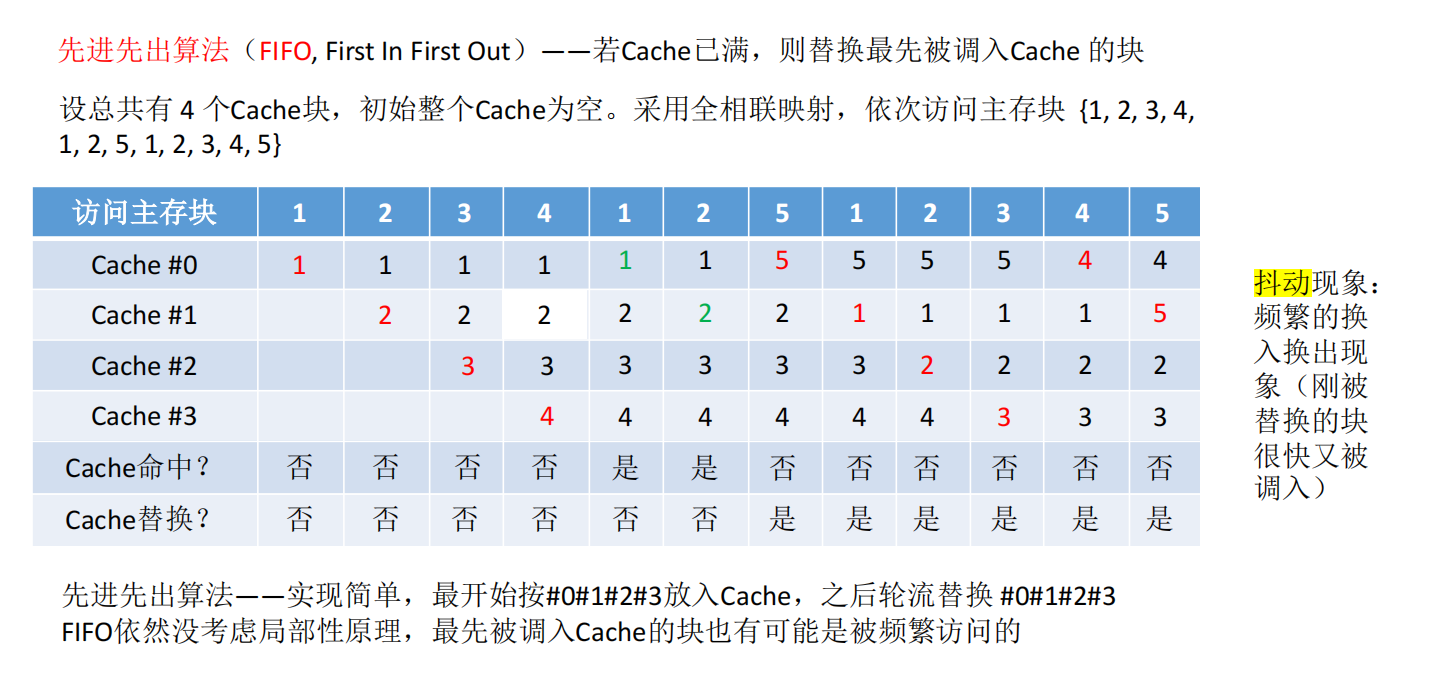 先进先出算法（FIFO, First In First Out）——若Cache已满，则替换最先被调入Cache 的块
设总共有 4 个Cache块，初始整个Cache为空。采用全相联映射，依次访问主存块 {1, 2, 3, 4,
1, 2, 5, 1, 2, 3, 4, 5}
访问主存块 1 2 3 4 1 2 5 1 2 3 4 5
Cache #0 1 1 1 1 1 1 5 5 5 5 4 4
Cache #1 2 2 2 2 2 2 1 1 1 1 5
Cache #2 3 3 3 3 3 3 2 2 2 2
Cache #3 4 4 4 4 4 4 3 3 3
Cache命中？ 否 否 否 否 是 是 否 否 否 否 否 否
Cache替换？ 否 否 否 否 否 否 是 是 是 是 是 是
抖动现象：
频繁的换
入换出现
象（刚被
替换的块
很快又被
调入）
先进先出算法——实现简单，最开始按#0#1#2#3放入Cache，之后轮流替换 #0#1#2#3
FIFO依然没考虑局部性原理，最先被调入Cache的块也有可能是被频繁访问的